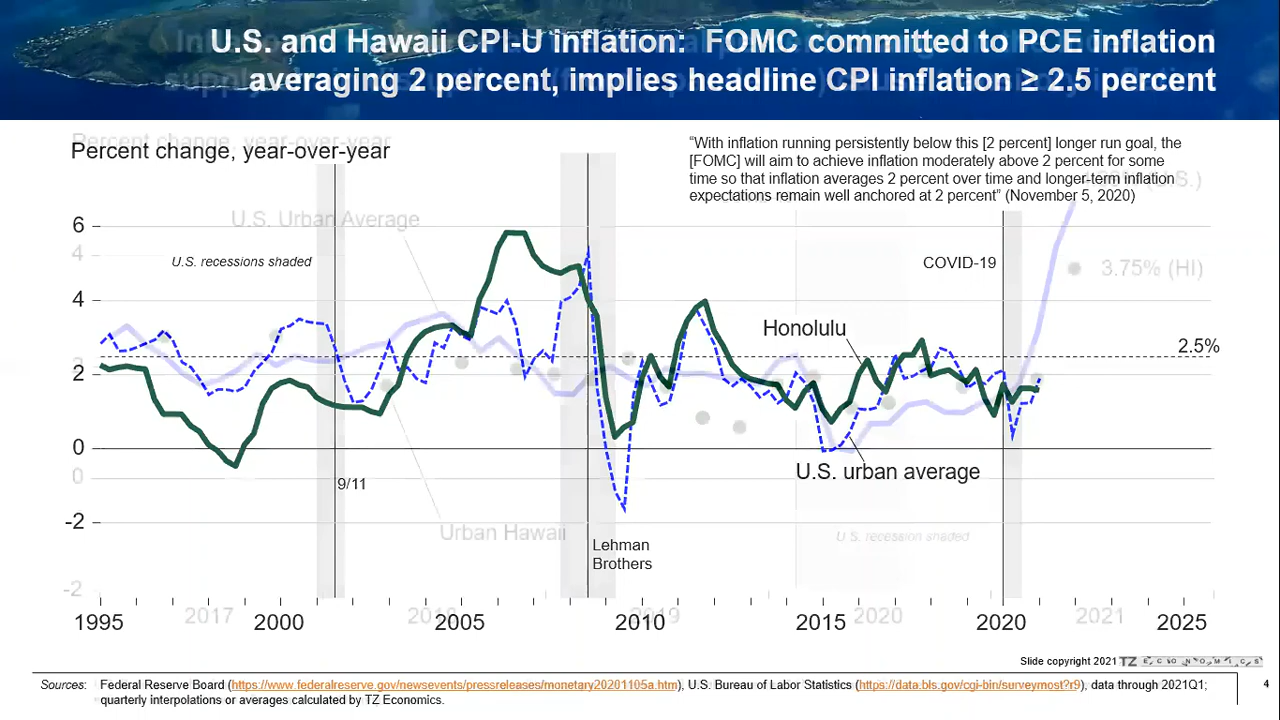 U.S. and Hawaii CPI-U inflation:  FOMC committed to PCE inflation
averaging 2 percent, implies headline CPI inflation ≥ 2.5 percent
Percent change, year-over-year
Percent change, year-over-year
“With inflation running persistently below this [2 percent] longer run goal, the
[FOMC] will aim to achieve inflation moderately above 2 percent for some
time so that inflation averages 2 percent over time and longer-term inflation
expectations remain well anchored at 2 percent” (November 5, 2020)
U.S. Urban Average
6
4
U.S. recessions shaded
COVID-19
3.75% (HI)
4
Honolulu
2.5%
2
0
U.S. urban average
0
9/11
-2
Urban Hawaii
U.S. recession shaded
Lehman
Brothers
-2
2017 2019 2020 2021
1995 2000 2005 2010 2015 2020 2025
Slide copyright 2021 TZ ECONOMICS
Sources: Federal Reserve Board (https://www.federalreserve.gov/newsevents/pressreleases/monetary20201105a.htm), U.S. Bureau of Labor Statistics (https://data.bls.gov/cgi-bin/surveymost?r9), data through 2021Q1;
quarterly interpolations or averages calculated by TZ Economics.
4